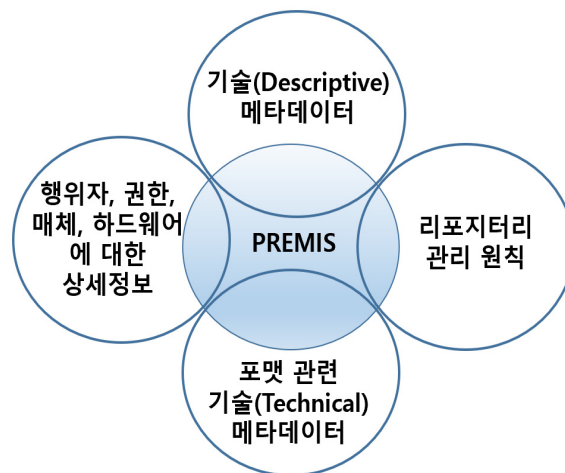 기술(Descriptive)
메타데이터
행위자, 권한,
매체, 하드웨어
에 대한
상세정보
PREMIS
리포지터리
관리 원칙
포맷 관련
기술(Technical)
메타데이터